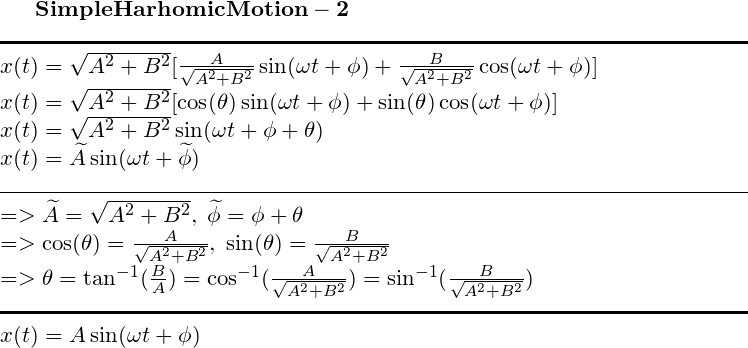 SimpleHarhomicMotion − 2
x(t) = √(A² + B²)[A/√(A²+B²) sin(ωt + ϕ) + B/√(A²+B²) cos(ωt + ϕ)]
x(t) = √(A² + B²)[cos(θ) sin(ωt + ϕ) + sin(θ) cos(ωt + ϕ)]
x(t) = √(A² + B²) sin(ωt + ϕ + θ)
x(t) = Ã sin(ωt + ϕ̃)
=> Ã = √(A² + B²), ϕ̃ = ϕ + θ
=> cos(θ) = A/√(A²+B²), sin(θ) = B/√(A²+B²)
=> θ = tan⁻¹(B/A) = cos⁻¹(A/√(A²+B²)) = sin⁻¹(B/√(A²+B²))
x(t) = A sin(ωt + ϕ)